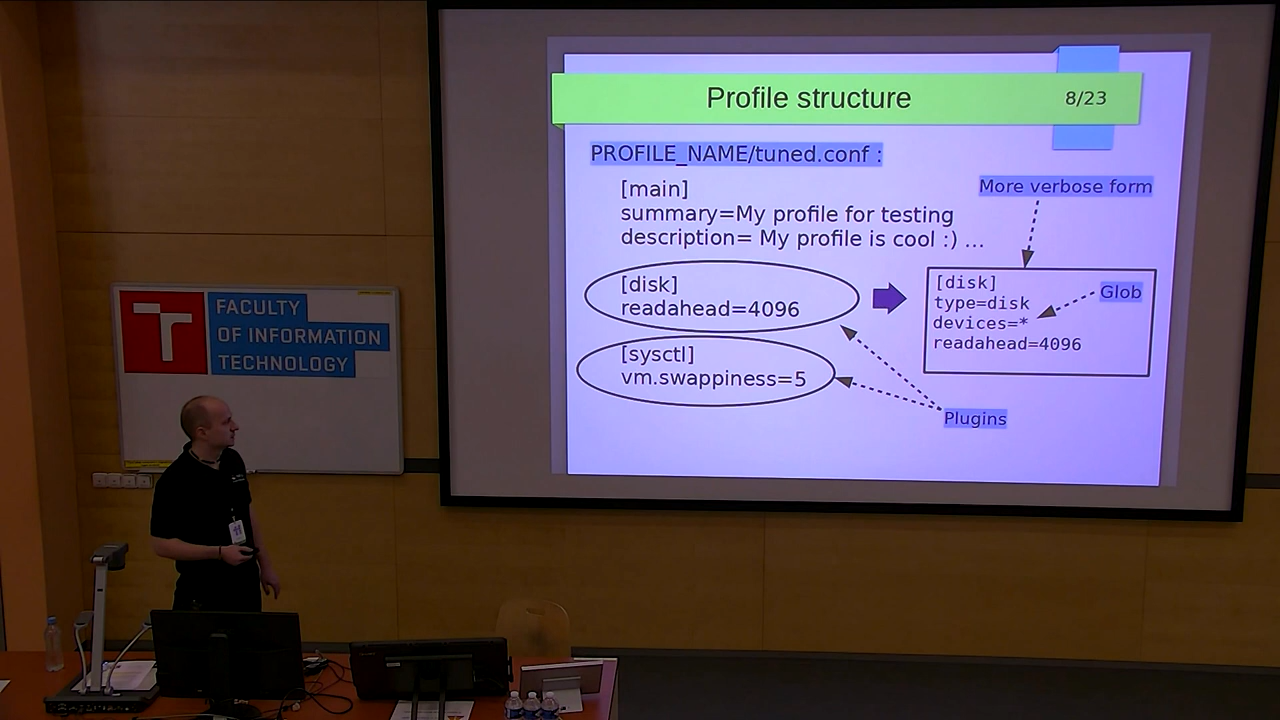 Profile structure
8/23
PROFILE_NAME/tuned.conf :
[main]
summary=My profile for testing
description= My profile is cool :) ...
More verbose form
[disk]
readahead=4096
[disk]
type=disk
devices=*
readahead=4096
Glob
[sysctl]
vm.swappiness=5
Plugins
FACULTY
OF INFORMATION
TECHNOLOGY